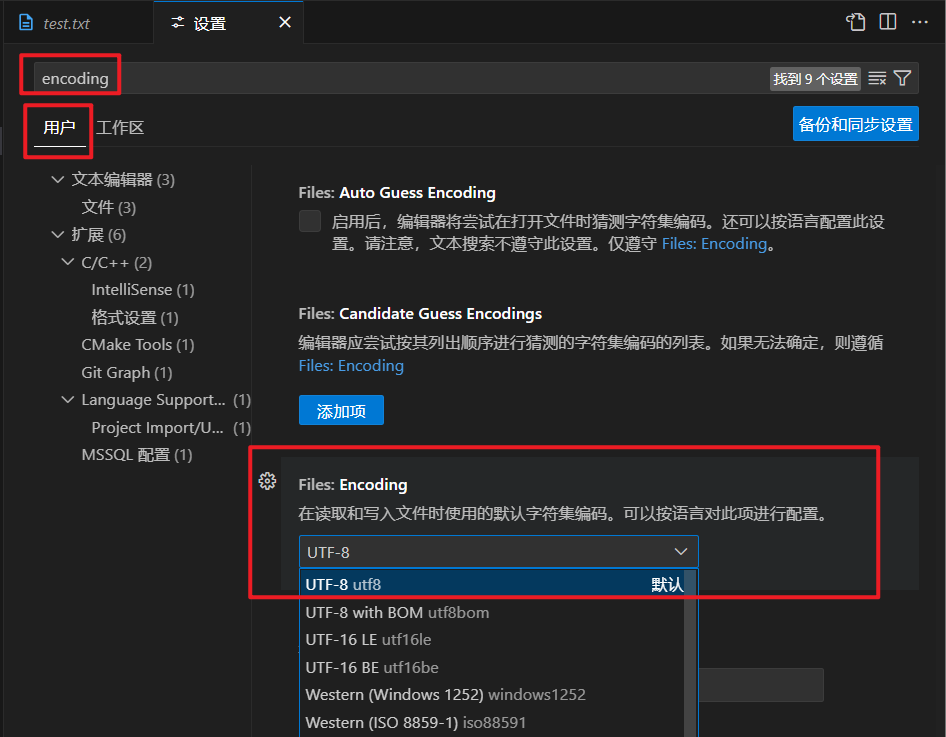 test.txt
设置
encoding
找到 9 个设置
用户
工作区
备份和同步设置
文本编辑器 (3)
文件 (3)
扩展 (6)
C/C++ (2)
IntelliSense (1)
格式设置 (1)
CMake Tools (1)
Git Graph (1)
Language Support... (1)
Project Import/U... (1)
MSSQL 配置 (1)
Files: Auto Guess Encoding
启用后，编辑器将尝试在打开文件时猜测字符集编码。还可以按语言配置此设
置。请注意，文本搜索不遵守此设置。仅遵守 Files: Encoding。
Files: Candidate Guess Encodings
编辑器应尝试按其列出顺序进行猜测的字符集编码的列表。如果无法确定，则遵循
Files: Encoding
添加项
Files: Encoding
在读取和写入文件时使用的默认字符集编码。可以按语言对此项进行配置。
UTF-8
UTF-8 utf8 默认
UTF-8 with BOM utf8bom
UTF-16 LE utf16le
UTF-16 BE utf16be
Western (Windows 1252) windows1252
Western (ISO 8859-1) iso88591